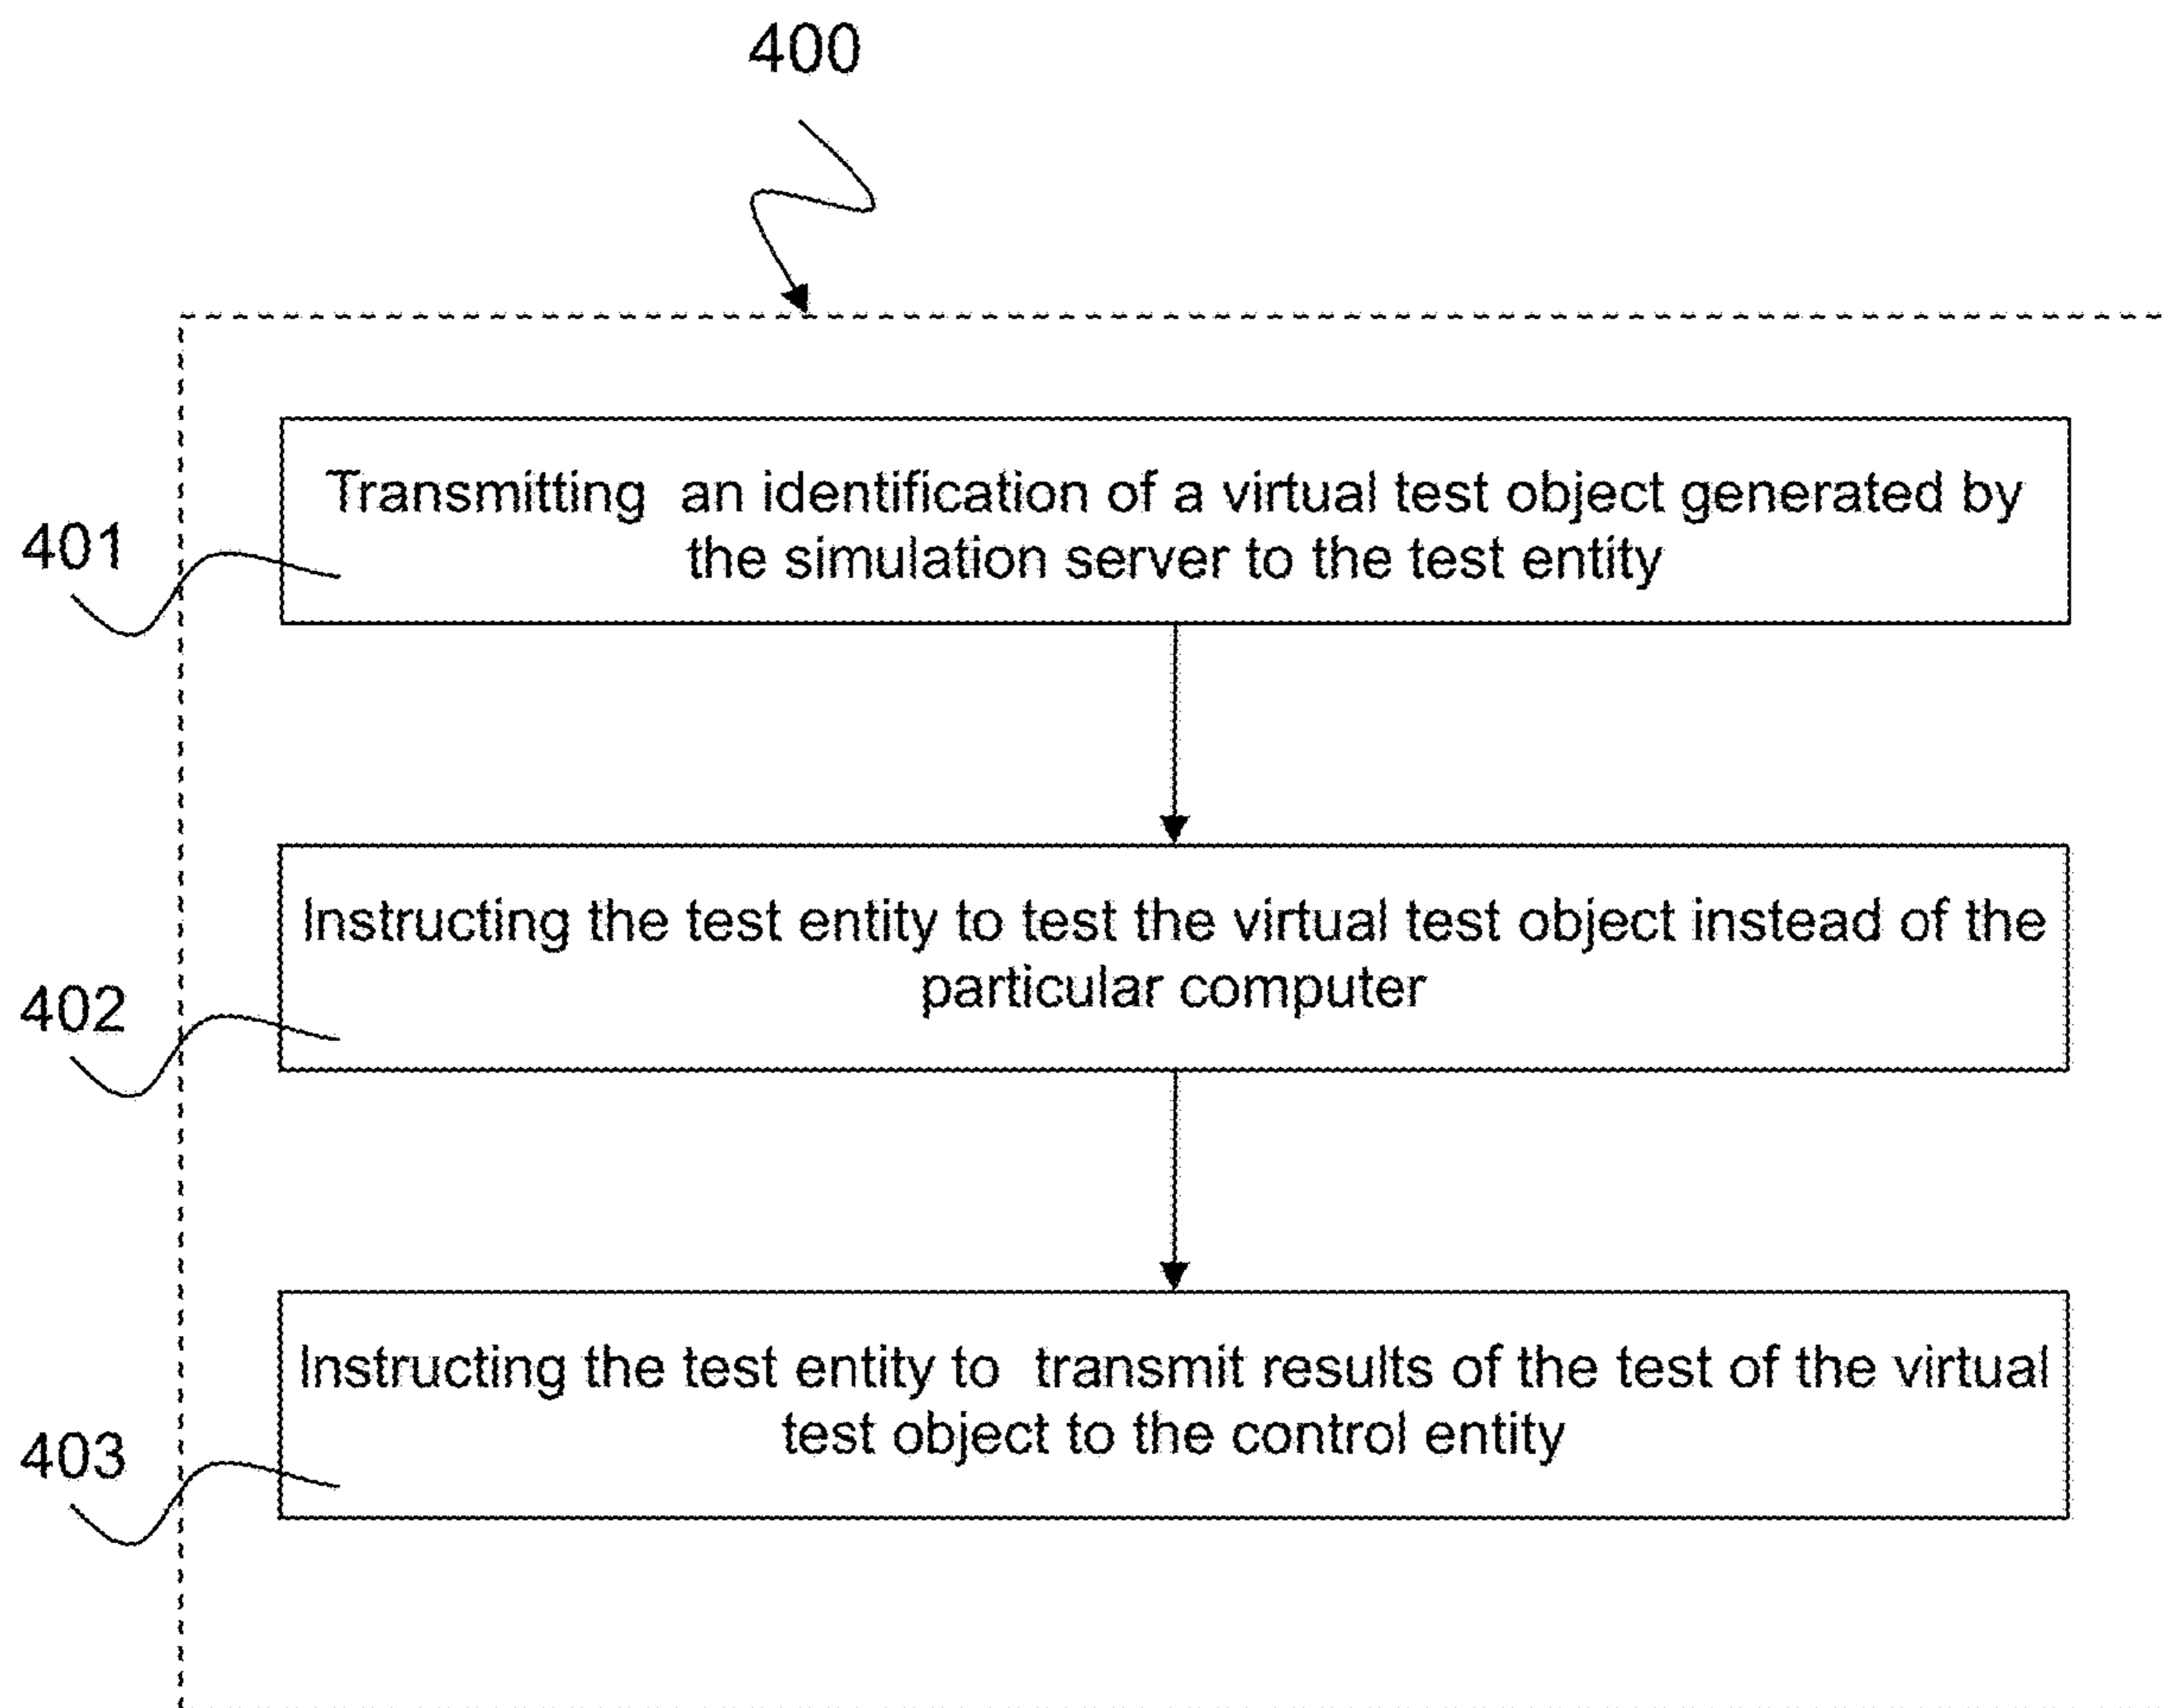 400
401
Transmitting an identification of a virtual test object generated by
the simulation server to the test entity
402
Instructing the test entity to test the virtual test object instead of the
particular computer
403
Instructing the test entity to transmit results of the test of the virtual
test object to the control entity